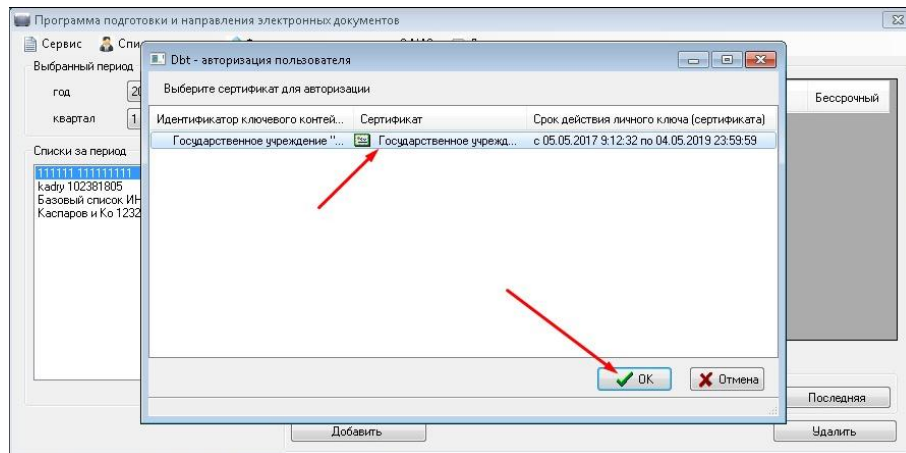 Программа подготовки и направления электронных документов
Сервис
Dbt - авторизация пользователя
Выбранный период
Выберите сертификат для авторизации
год
Бессрочный
квартал 1
Идентификатор ключевого контей... Сертификат Срок действия личного ключа (сертификата)
Государственное учреждение "... Государственное учрежд... с 05.05.2017 9:12:32 по 04.05.2019 23:59:59
Списки за период
111111 111111111
kadry 102381805
Базовый список ИН
Каспаров и Ко 1232
OK Отмена
Последняя
Добавить Удалить